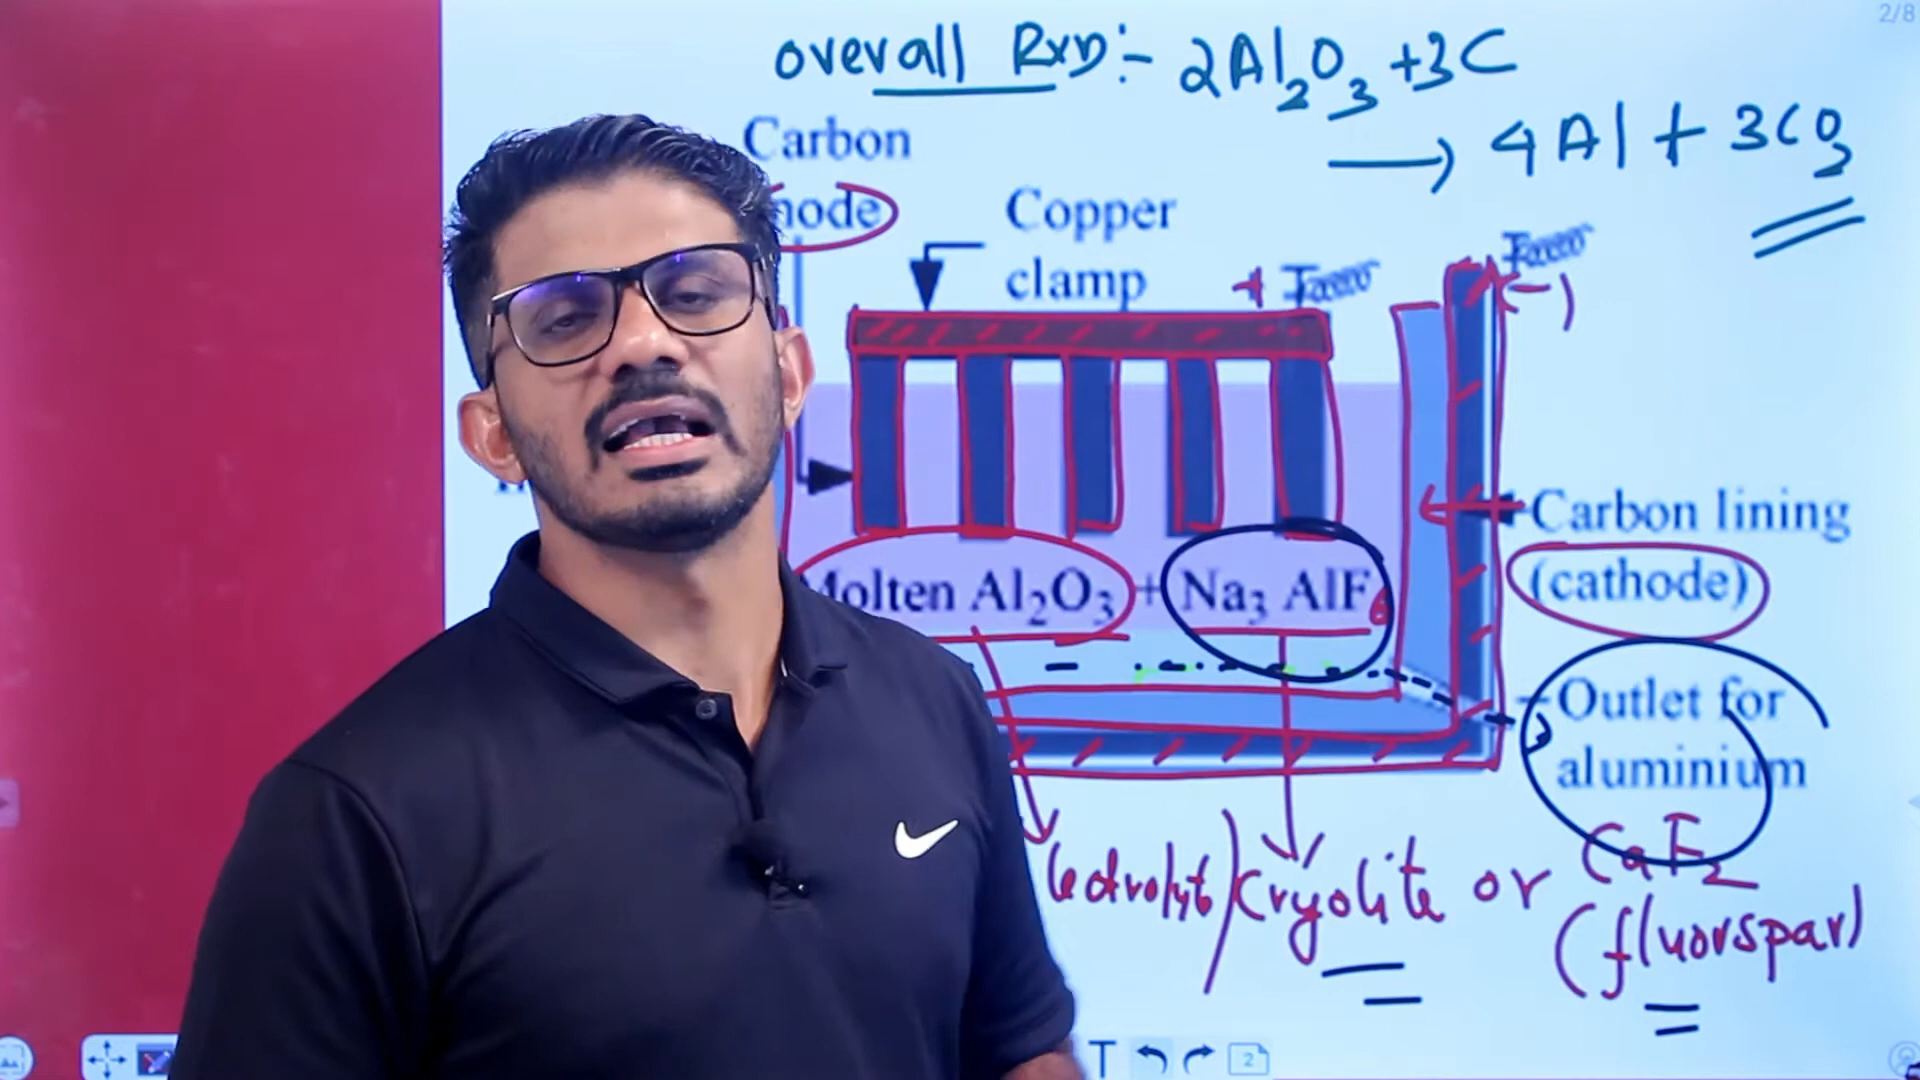 2/8
overall Rxn:- 2Al2O3 +3C
→ 4Al + 3CO2
Carbon
node
Copper
clamp
+
(-)
Carbon lining
(cathode)
Molten Al2O3 + Na3 AlF6
Outlet for
aluminium
CaF2
lectrolyte/cryolite or
(fluorspar)
T
2